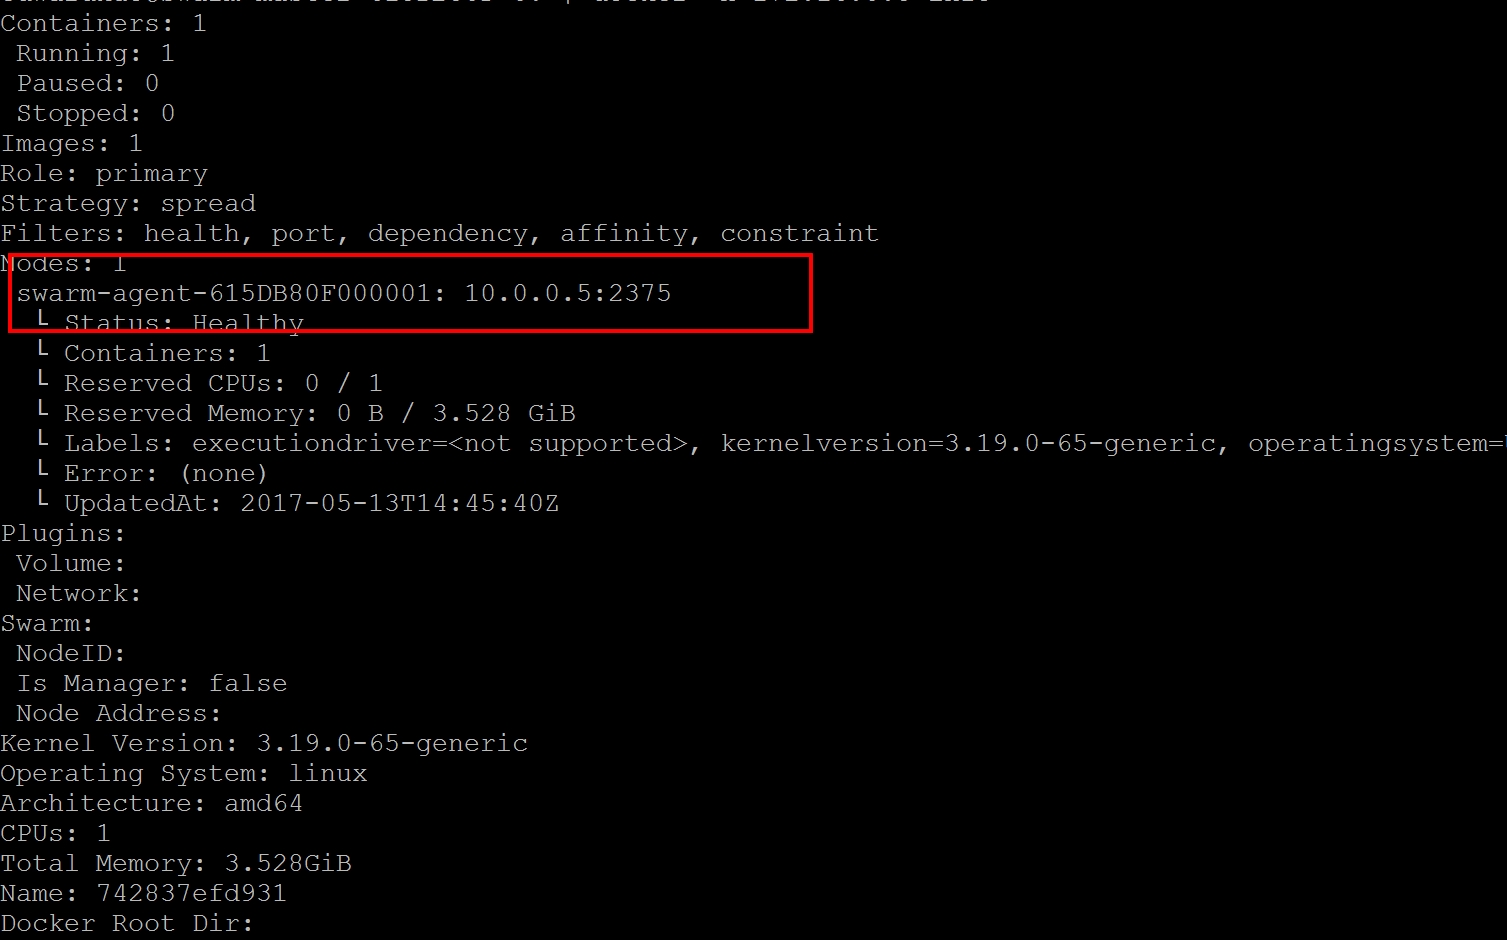 Containers: 1
Running: 1
Paused: 0
Stopped: 0
Images: 1
Role: primary
Strategy: spread
Filters: health, port, dependency, affinity, constraint
Nodes: 1
swarm-agent-615DB80F000001: 10.0.0.5:2375
└ Status: Healthy
└ Containers: 1
└ Reserved CPUs: 0 / 1
└ Reserved Memory: 0 B / 3.528 GiB
└ Labels: executiondriver=<not supported>, kernelversion=3.19.0-65-generic, operatingsystem=
└ Error: (none)
└ UpdatedAt: 2017-05-13T14:45:40Z
Plugins:
Volume:
Network:
Swarm:
NodeID:
Is Manager: false
Node Address:
Kernel Version: 3.19.0-65-generic
Operating System: linux
Architecture: amd64
CPUs: 1
Total Memory: 3.528GiB
Name: 742837efd931
Docker Root Dir: